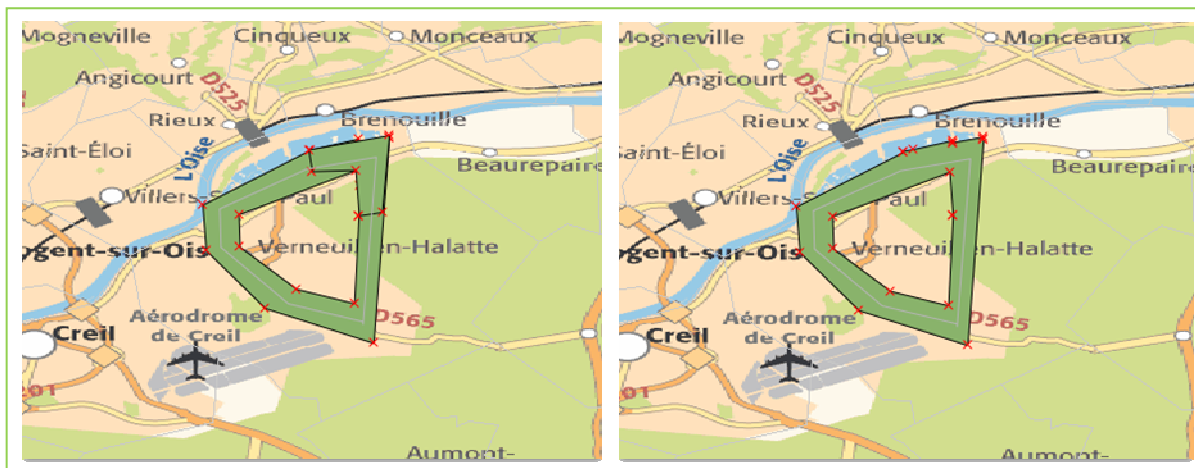 Mogneville
Cinqueux
Monceaux
Angicourt
D525
Rieux
Brenouille
Saint-Éloi
L'Oise
Beaurepaire
Villers-S
Paul
ogent-sur-Ois
Verneuil-en-Halatte
Aérodrome
de Creil
D565
Creil
Aumont-
Mogneville
Cinqueux
Monceaux
Angicourt
D525
Rieux
Brenouille
Saint-Éloi
L'Oise
Beaurepaire
Villers-S
Paul
ogent-sur-Ois
Verneuil-en-Halatte
Aérodrome
de Creil
D565
Creil
Aumont-